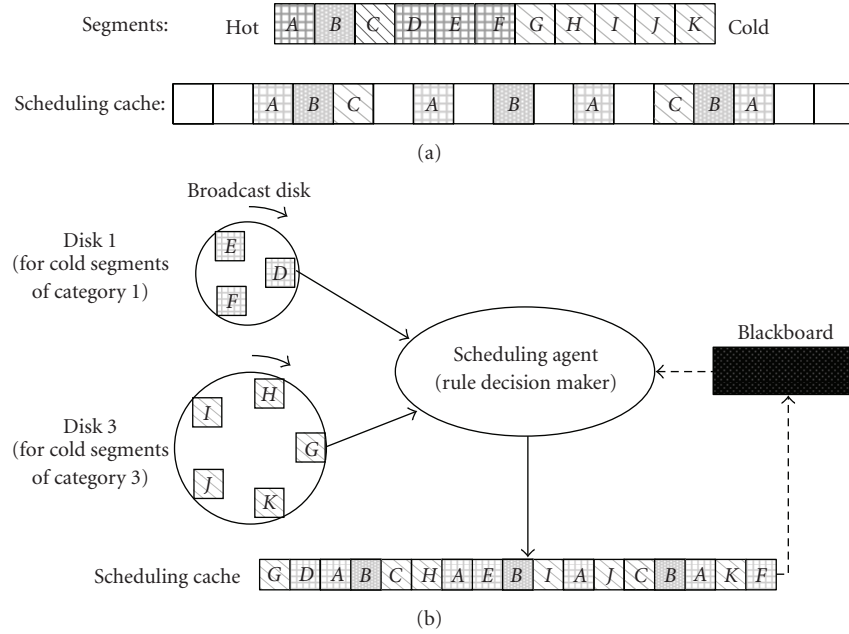 Segments: Hot A B C D E F G H I J K Cold
Scheduling cache: A B C A B A C B A
(a)
Broadcast disk
Disk 1
(for cold segments
of category 1)
E
D
F
Scheduling agent
(rule decision maker)
Blackboard
Disk 3
(for cold segments
of category 3)
H
I
G
J
K
Scheduling cache G D A B C H A E B I A J C B A K F
(b)